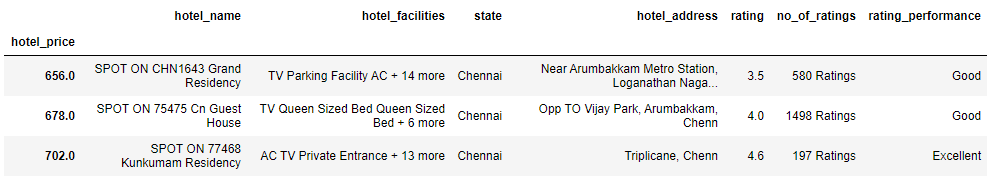 hotel_name hotel_facilities state hotel_address rating no_of_ratings rating_performance
hotel_price
656.0 SPOT ON CHN1643 Grand Residency TV Parking Facility AC + 14 more Chennai Near Arumbakkam Metro Station, Loganathan Naga... 3.5 580 Ratings Good
678.0 SPOT ON 75475 Cn Guest House TV Queen Sized Bed Queen Sized Bed + 6 more Chennai Opp TO Vijay Park, Arumbakkam, Chenn 4.0 1498 Ratings Good
702.0 SPOT ON 77468 Kunkumam Residency AC TV Private Entrance + 13 more Chennai Triplicane, Chenn 4.6 197 Ratings Excellent